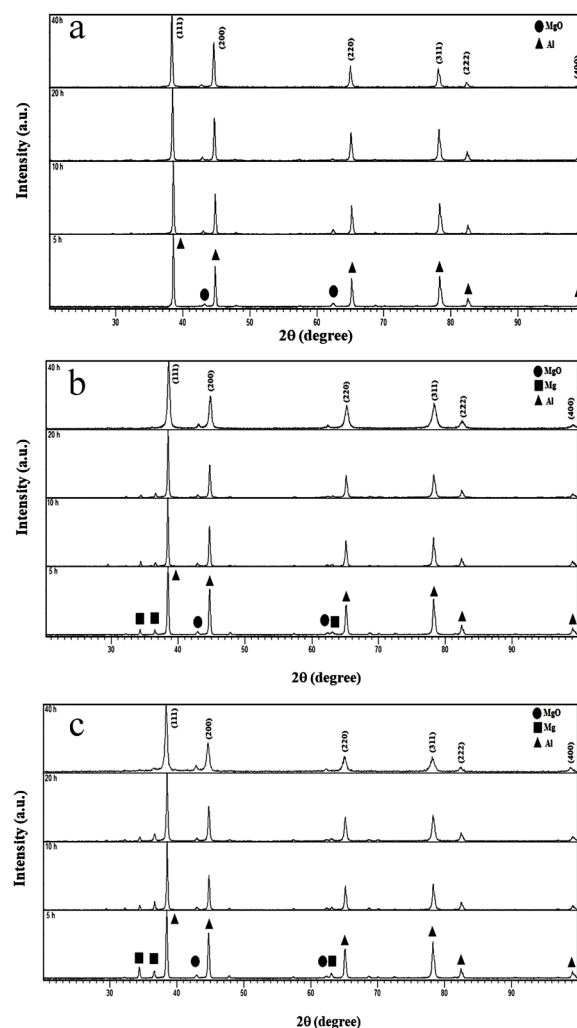 a
40 h
(111)
(200)
(220)
(311)
(222)
(400)
MgO
Al
20 h
10 h
5 h
Intensity (a.u.)
30 40 50 60 70 80 90
2θ (degree)
b
40 h
(111)
(200)
(220)
(311)
(222)
(400)
MgO
Mg
Al
20 h
10 h
5 h
Intensity (a.u.)
30 40 50 60 70 80 90
2θ (degree)
c
40 h
(111)
(200)
(220)
(311)
(222)
(400)
MgO
Mg
Al
20 h
10 h
5 h
Intensity (a.u.)
30 40 50 60 70 80 90
2θ (degree)